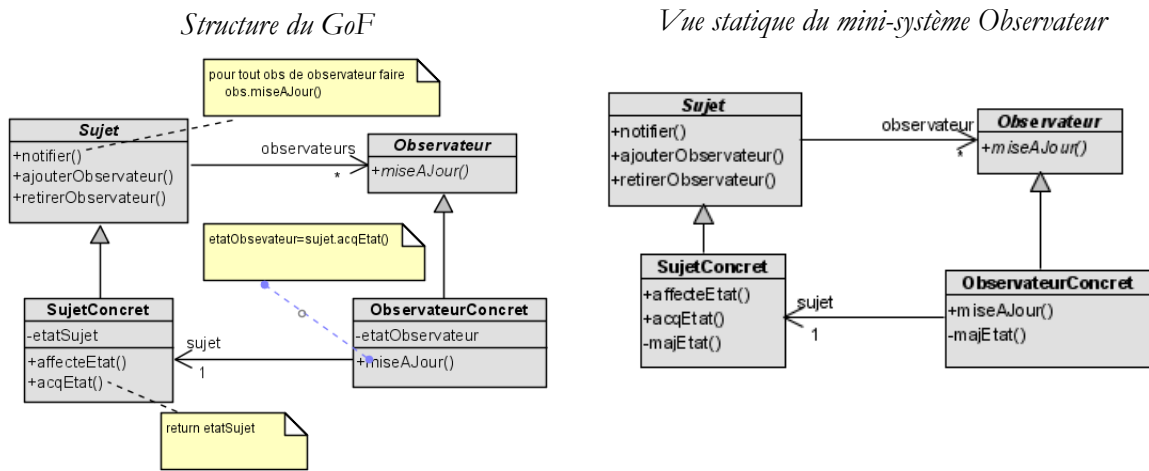 Structure du GoF
pour tout obs de observateur faire
obs.miseAJour()
Sujet
+notifier()
+ajouterObservateur()
+retirerObservateur()
observateurs
*
Observateur
+miseAJour()
etatObsevateur=sujet.acqEtat()
SujetConcret
-etatSujet
+affecteEtat()
+acqEtat()
sujet
1
ObservateurConcret
-etatObservateur
+miseAJour()
return etatSujet
Vue statique du mini-système Observateur
Sujet
+notifier()
+ajouterObservateur()
+retirerObservateur()
observateur
*
Observateur
+miseAJour()
SujetConcret
+affecteEtat()
+acqEtat()
-majEtat()
sujet
1
ObservateurConcret
+miseAJour()
-majEtat()